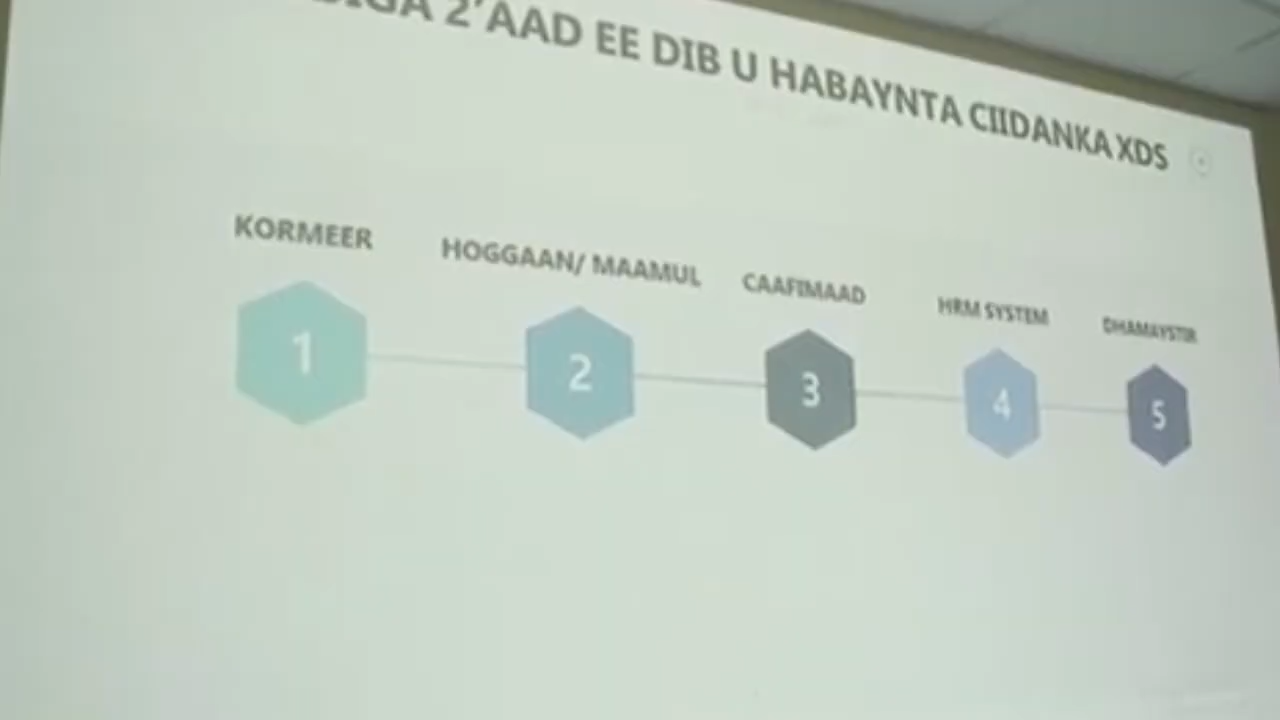 2'AAD EE DIB U HABAYNTA CIIDANKA XDS
KORMEER
HOGGAAN/ MAAMUL
CAAFIMAAD
HRM SYSTEM
DHAMAYSTIR
1
2
3
4
5